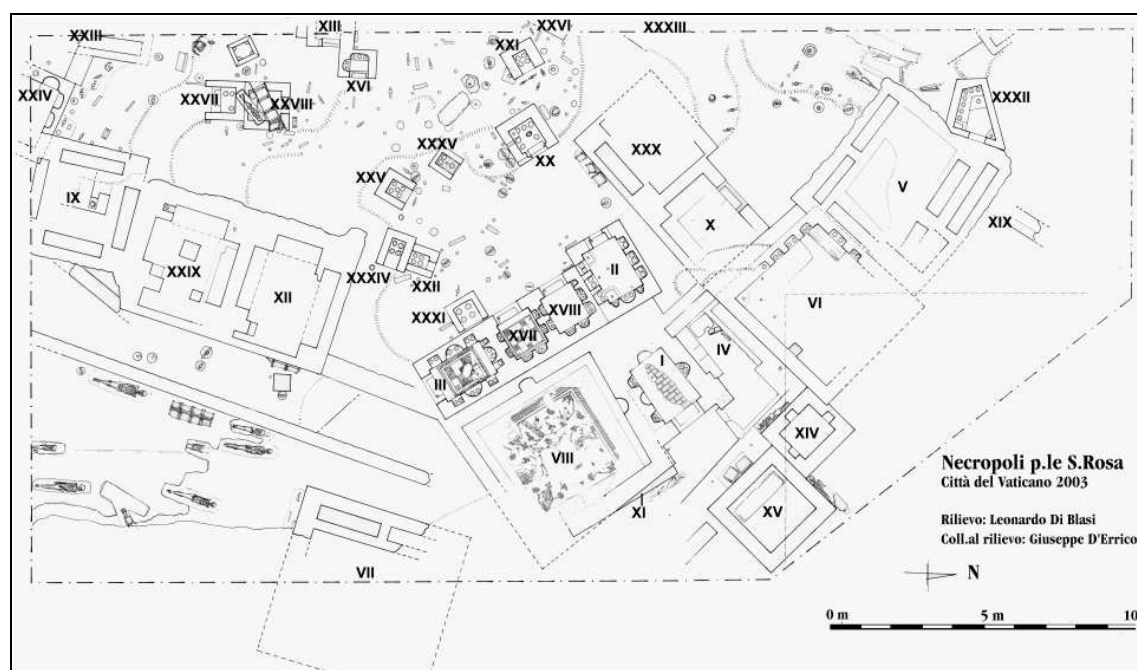 XIII
XXVI
XXXIII
XXIII
XXI
XVI
XXIV
XXVII
XXVIII
XXXII
XXXV
XX
XXX
XXV
V
IX
X
XIX
XXIX
XXXIV
XXII
II
XII
XXXI
XVIII
VI
XVII
IV
III
I
XIV
VIII
XI
XV
VII
Necropoli p.le S.Rosa
Città del Vaticano 2003
Rilievo: Leonardo Di Blasi
Coll.al rilievo: Giuseppe D'Errico
N
0 m 5 m 10